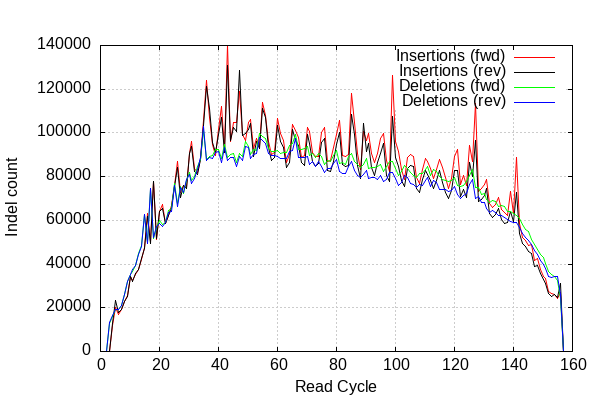 140000
120000
100000
80000
60000
40000
20000
0
Indel count
Insertions (fwd)
Insertions (rev)
Deletions (fwd)
Deletions (rev)
0 20 40 60 80 100 120 140 160
Read Cycle